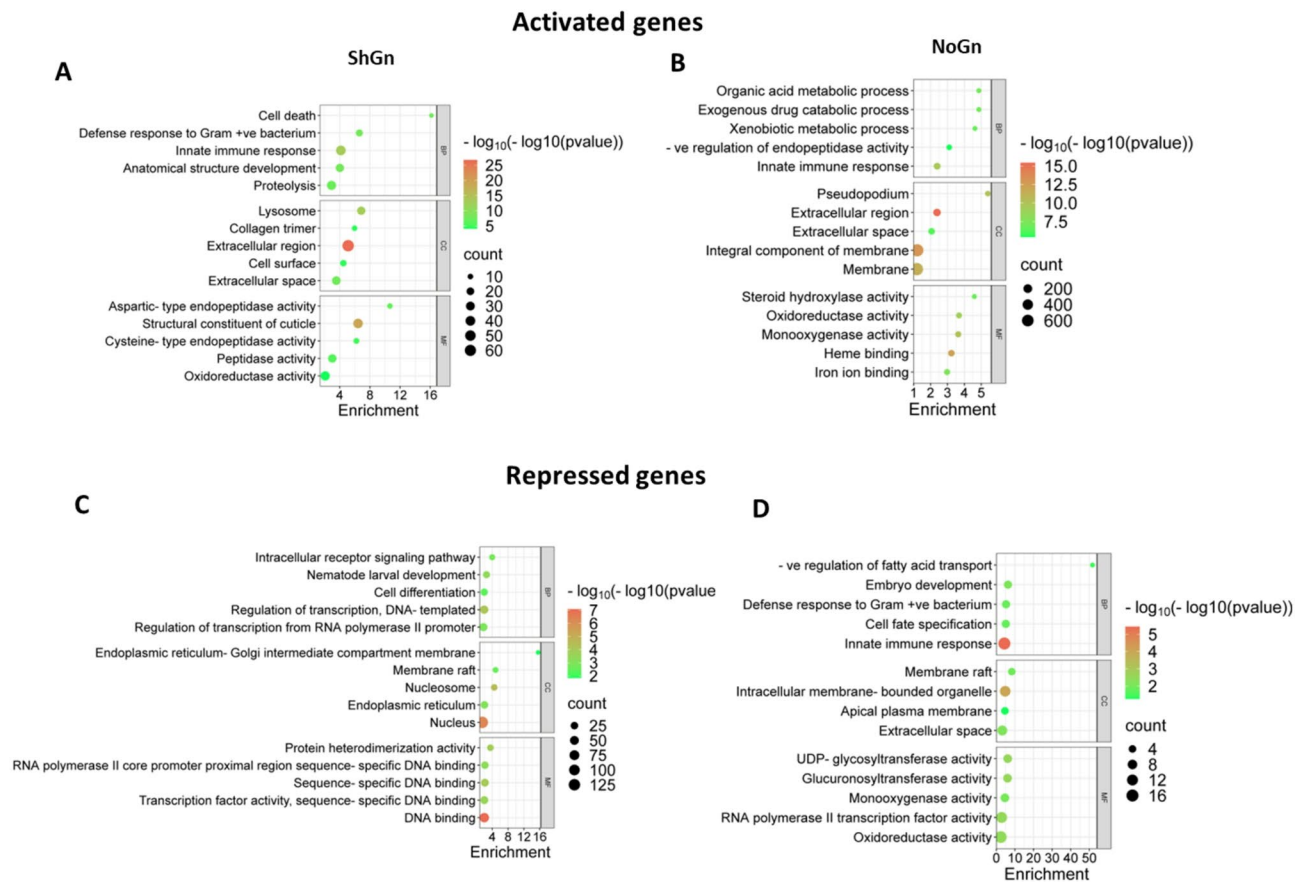 Activated genes
ShGn
NoGn
A
Cell death
Defense response to Gram +ve bacterium
Innate immune response
Anatomical structure development
Proteolysis
BP
Lysosome
Collagen trimer
Extracellular region
Cell surface
Extracellular space
CC
Aspartic- type endopeptidase activity
Structural constituent of cuticle
Cysteine- type endopeptidase activity
Peptidase activity
Oxidoreductase activity
MF
4 8 12 16
Enrichment
- log10(-log10(pvalue))
25
20
15
10
5
count
10
20
30
40
50
60
B
Organic acid metabolic process
Exogenous drug catabolic process
Xenobiotic metabolic process
- ve regulation of endopeptidase activity
Innate immune response
BP
Pseudopodium
Extracellular region
Extracellular space
Integral component of membrane
Membrane
CC
Steroid hydroxylase activity
Oxidoreductase activity
Monooxygenase activity
Heme binding
Iron ion binding
MF
1 2 3 4 5
Enrichment
- log10(-log10(pvalue))
15.0
12.5
10.0
7.5
count
200
400
600
Repressed genes
C
Intracellular receptor signaling pathway
Nematode larval development
Cell differentiation
Regulation of transcription, DNA- templated
Regulation of transcription from RNA polymerase II promoter
BP
Endoplasmic reticulum- Golgi intermediate compartment membrane
Membrane raft
Nucleosome
Endoplasmic reticulum
Nucleus
CC
Protein heterodimerization activity
RNA polymerase II core promoter proximal region sequence- specific DNA binding
Sequence- specific DNA binding
Transcription factor activity, sequence- specific DNA binding
DNA binding
MF
4 8 12 16
Enrichment
- log10(-log10(pvalue
7
6
5
4
3
2
count
25
50
75
100
125
D
- ve regulation of fatty acid transport
Embryo development
Defense response to Gram +ve bacterium
Cell fate specification
Innate immune response
BP
Membrane raft
Intracellular membrane- bounded organelle
Apical plasma membrane
Extracellular space
CC
UDP- glycosyltransferase activity
Glucuronosyltransferase activity
Monooxygenase activity
RNA polymerase II transcription factor activity
Oxidoreductase activity
MF
0 10 20 30 40 50
Enrichment
- log10(-log10(pvalue))
5
4
3
2
count
4
8
12
16